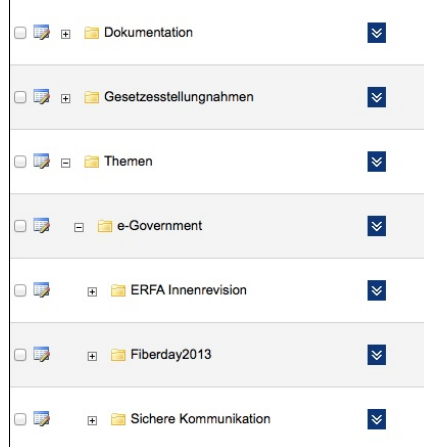 Dokumentation
Gesetzesstellungnahmen
Themen
e-Government
ERFA Innenrevision
Fiberday2013
Sichere Kommunikation